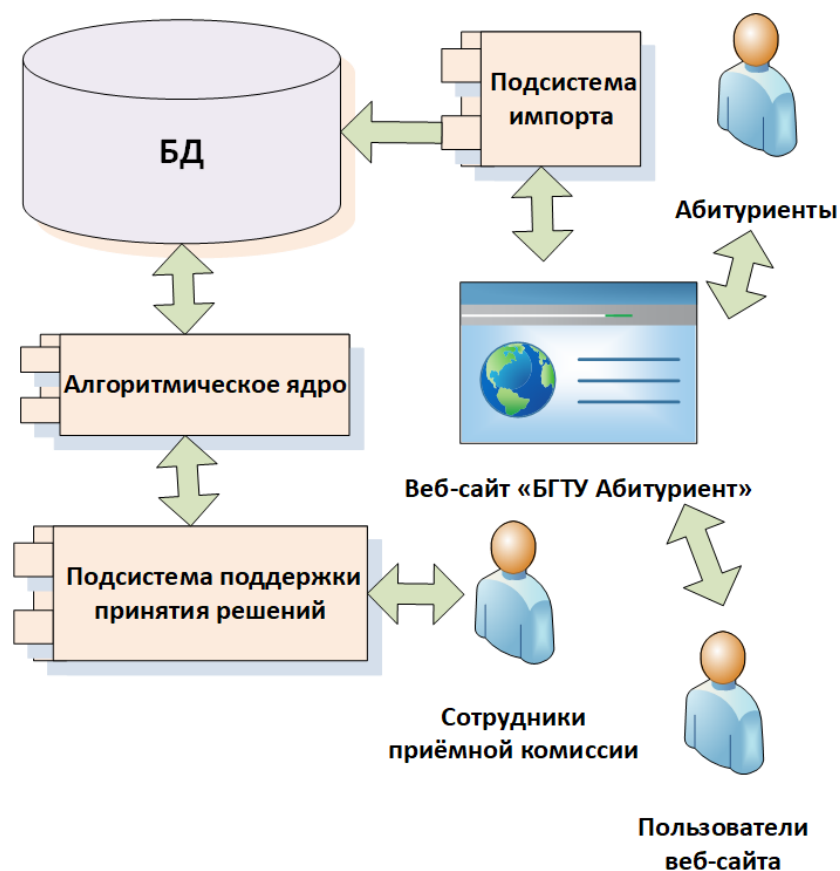 БД
Подсистема
импорта
Абитуриенты
Алгоритмическое ядро
Веб-сайт «БГТУ Абитуриент»
Подсистема поддержки
принятия решений
Сотрудники
приёмной комиссии
Пользователи
веб-сайта